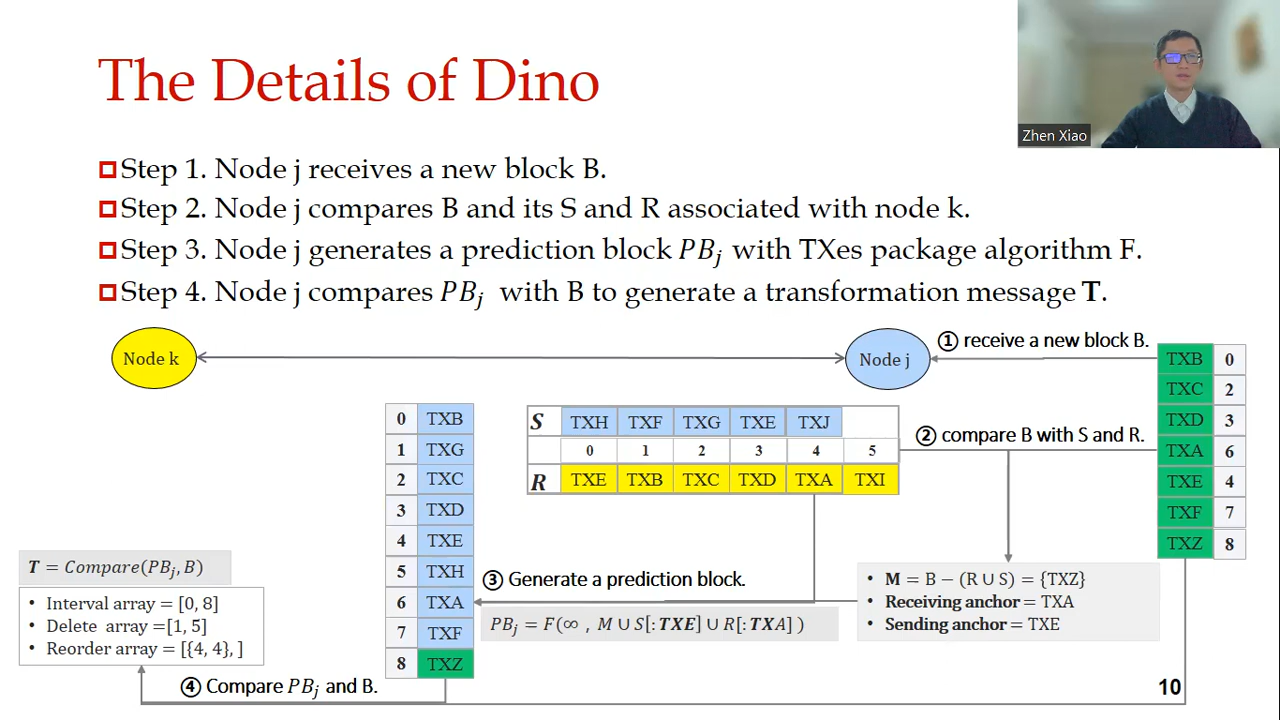 The Details of Dino
Zhen Xiao
Step 1. Node j receives a new block B.
Step 2. Node j compares B and its S and R associated with node k.
Step 3. Node j generates a prediction block PBj with TXes package algorithm F.
Step 4. Node j compares PBj with B to generate a transformation message T.
Node k
Node j
① receive a new block B.
TXB 0
TXC 2
TXD 3
TXA 6
TXE 4
TXF 7
TXZ 8
S TXH TXF TXG TXE TXJ
0 1 2 3 4 5
R TXE TXB TXC TXD TXA TXI
② compare B with S and R.
0 TXB
1 TXG
2 TXC
3 TXD
4 TXE
5 TXH
6 TXA
7 TXF
8 TXZ
• M = B − (R ∪ S) = {TXZ}
• Receiving anchor = TXA
• Sending anchor = TXE
③ Generate a prediction block.
PBj = F(∞ , M ∪ S[:TXE] ∪ R[:TXA] )
T = Compare(PBj, B)
• Interval array = [0, 8]
• Delete array =[1, 5]
• Reorder array = [{4, 4}, ]
④ Compare PBj and B.
10